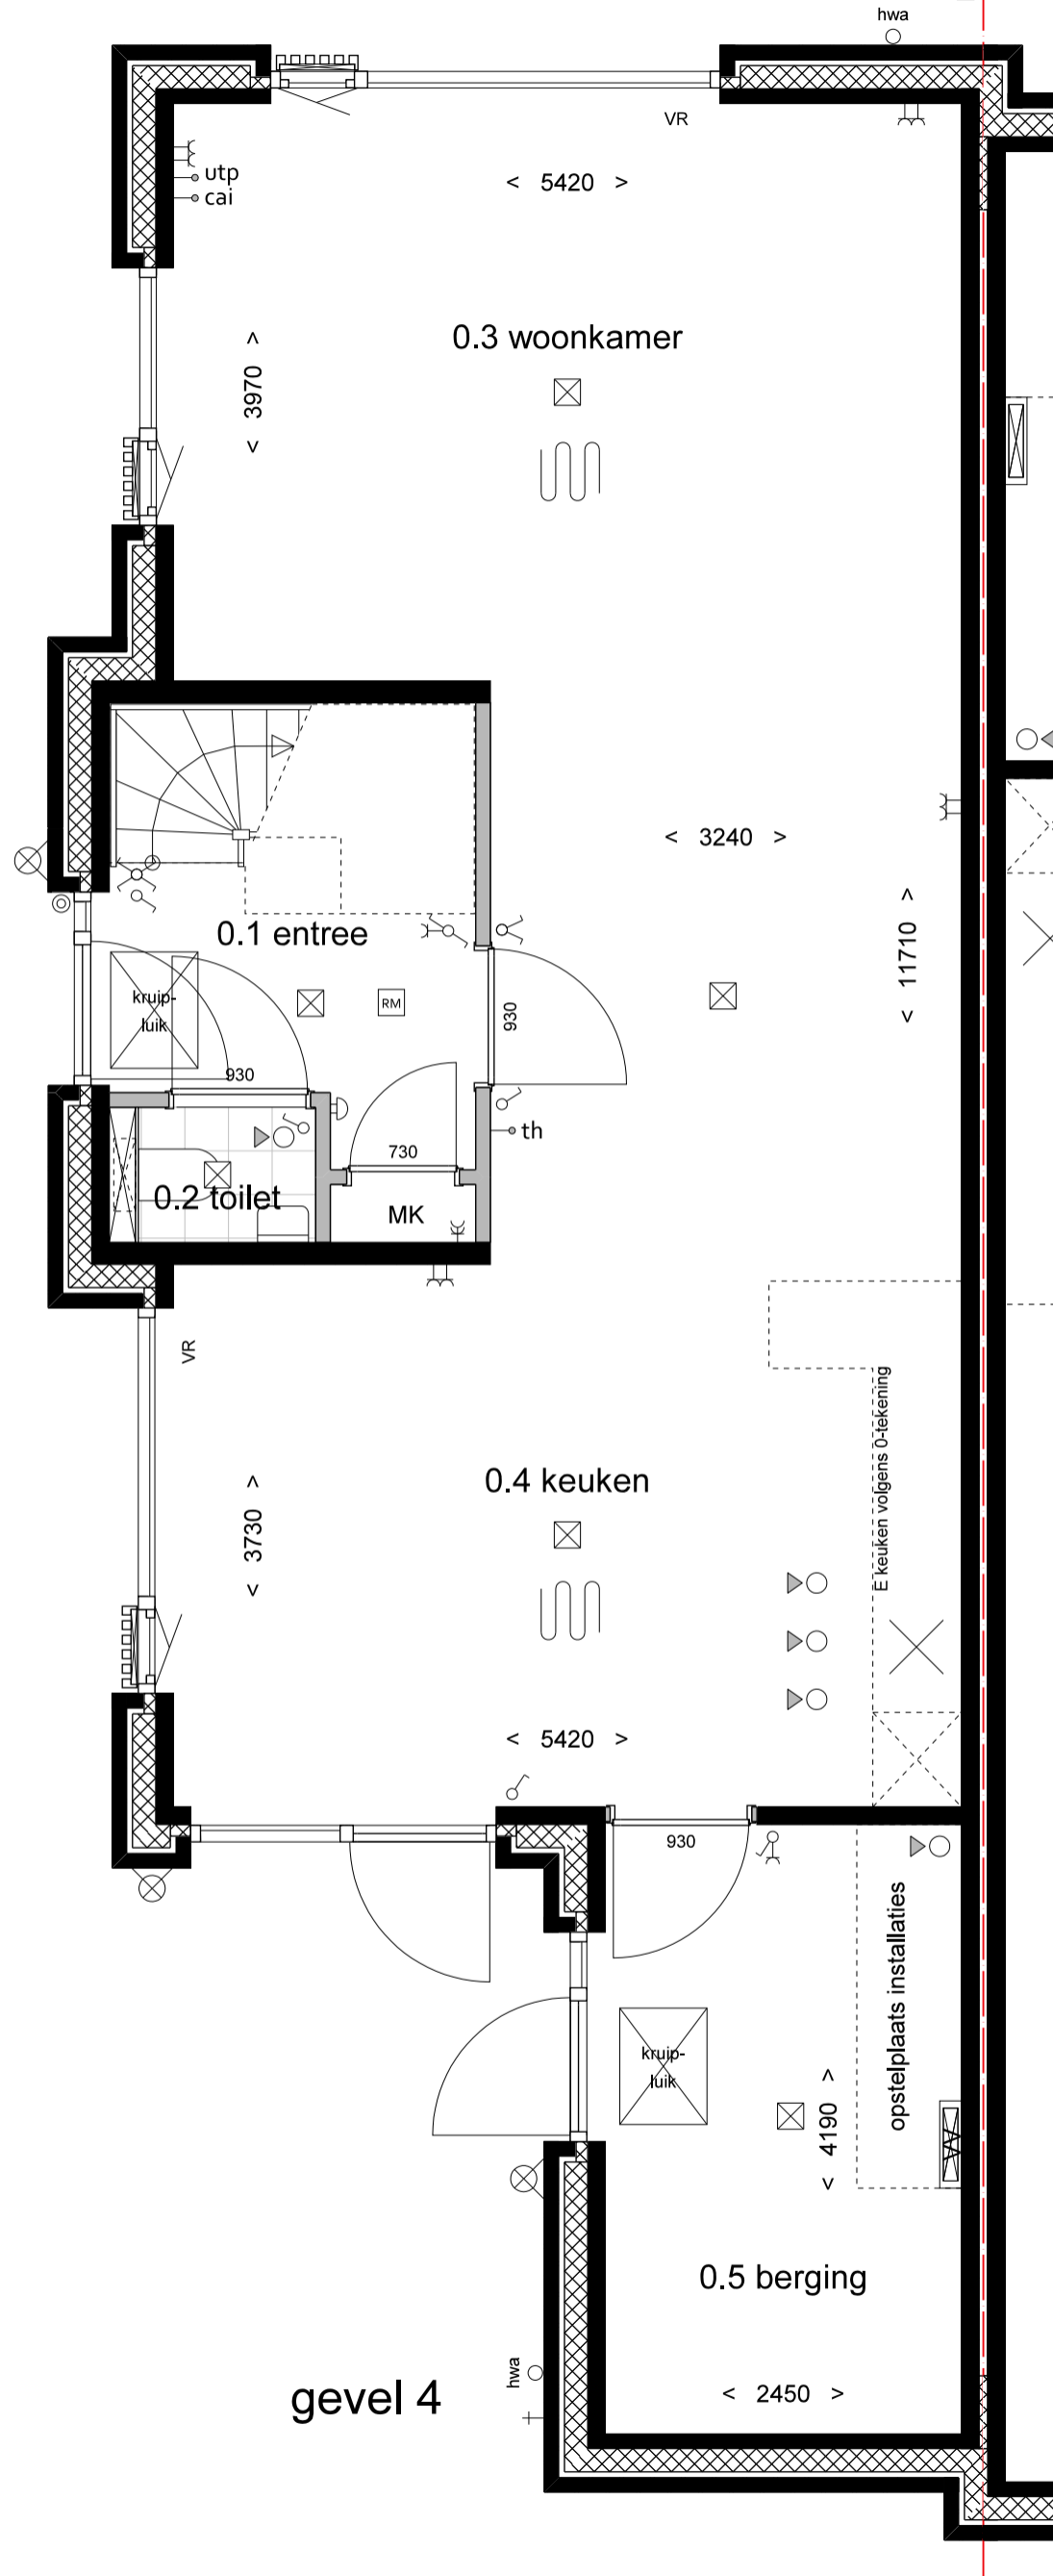 hwa
VR
utp
cai
< 5420 >
0.3 woonkamer
< 3970 >
< 3240 >
< 11710 >
0.1 entree
kruip-
luik
RM
930
930
730
th
0.2 toilet
MK
VR
E keuken volgens 0-tekening
0.4 keuken
< 3730 >
< 5420 >
930
opstelplaats installaties
kruip-
luik
< 4190 >
0.5 berging
hwa
gevel 4
< 2450 >